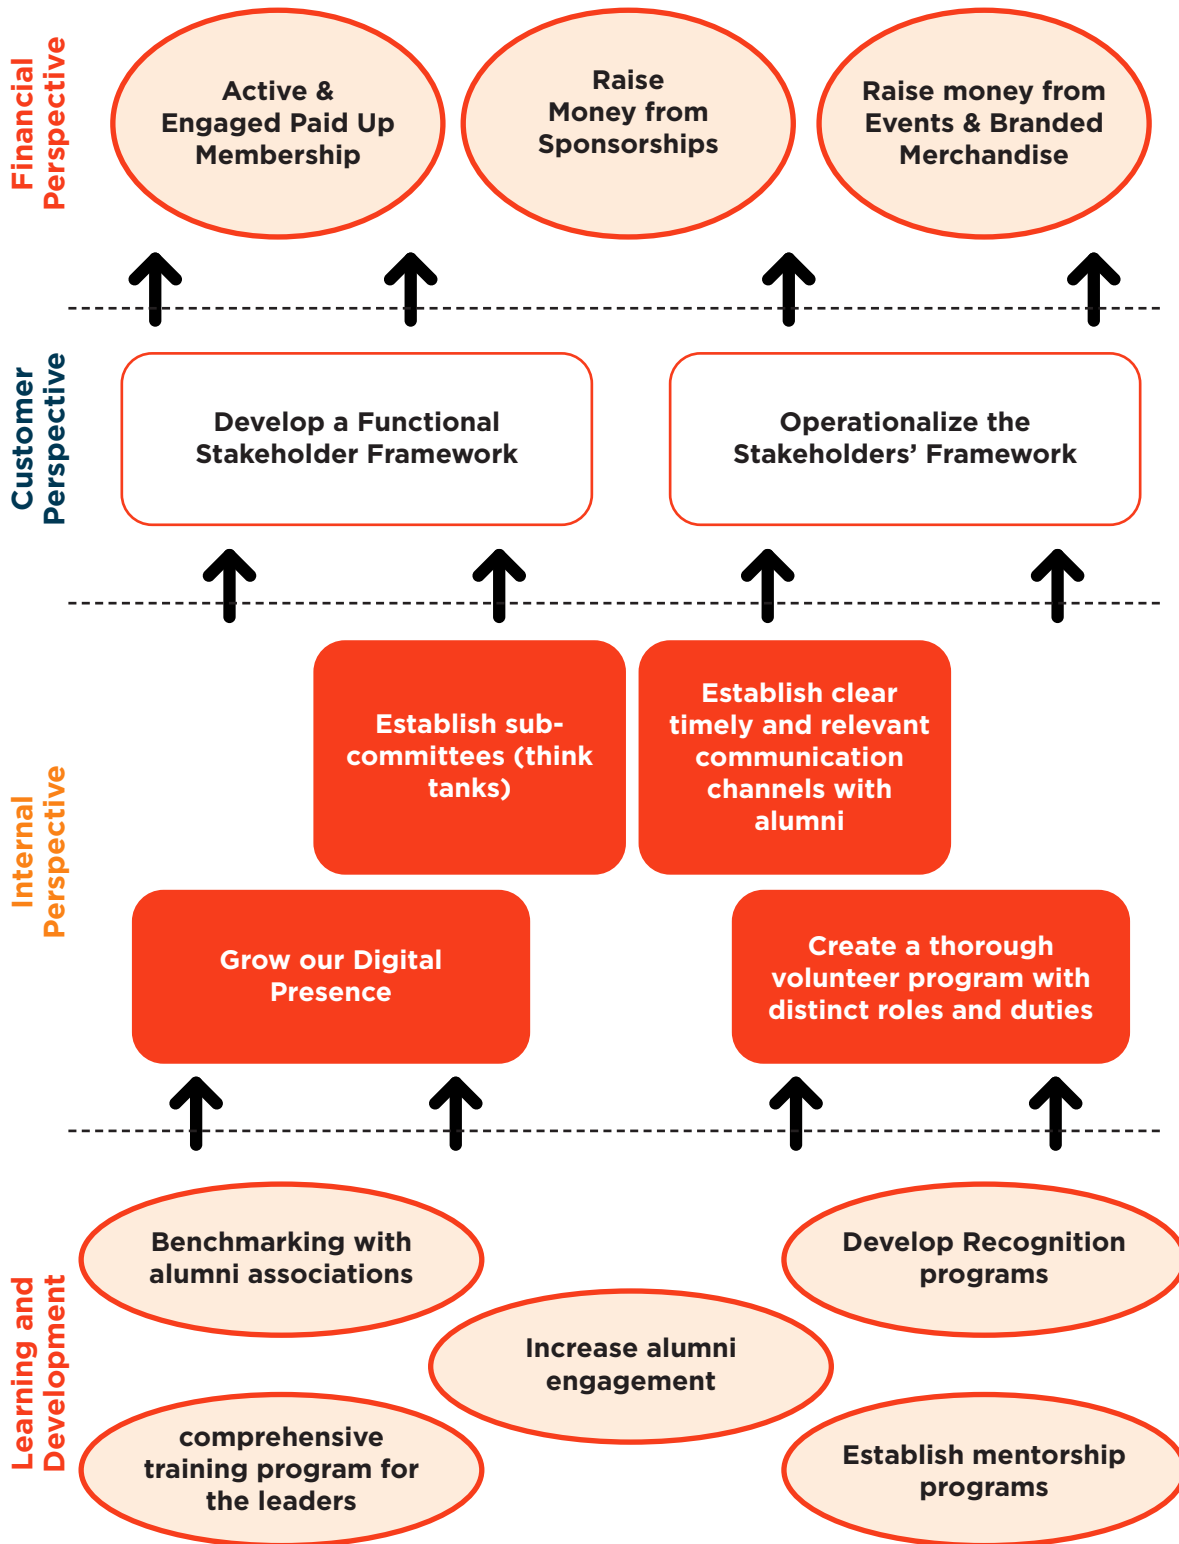 Financial
Perspective
Active &
Engaged Paid Up
Membership
Raise
Money from
Sponsorships
Raise money from
Events & Branded
Merchandise
Customer
Perspective
Develop a Functional
Stakeholder Framework
Operationalize the
Stakeholders’ Framework
Internal
Perspective
Establish sub-
committees (think
tanks)
Establish clear
timely and relevant
communication
channels with
alumni
Grow our Digital
Presence
Create a thorough
volunteer program with
distinct roles and duties
Learning and
Development
Benchmarking with
alumni associations
Develop Recognition
programs
Increase alumni
engagement
comprehensive
training program for
the leaders
Establish mentorship
programs